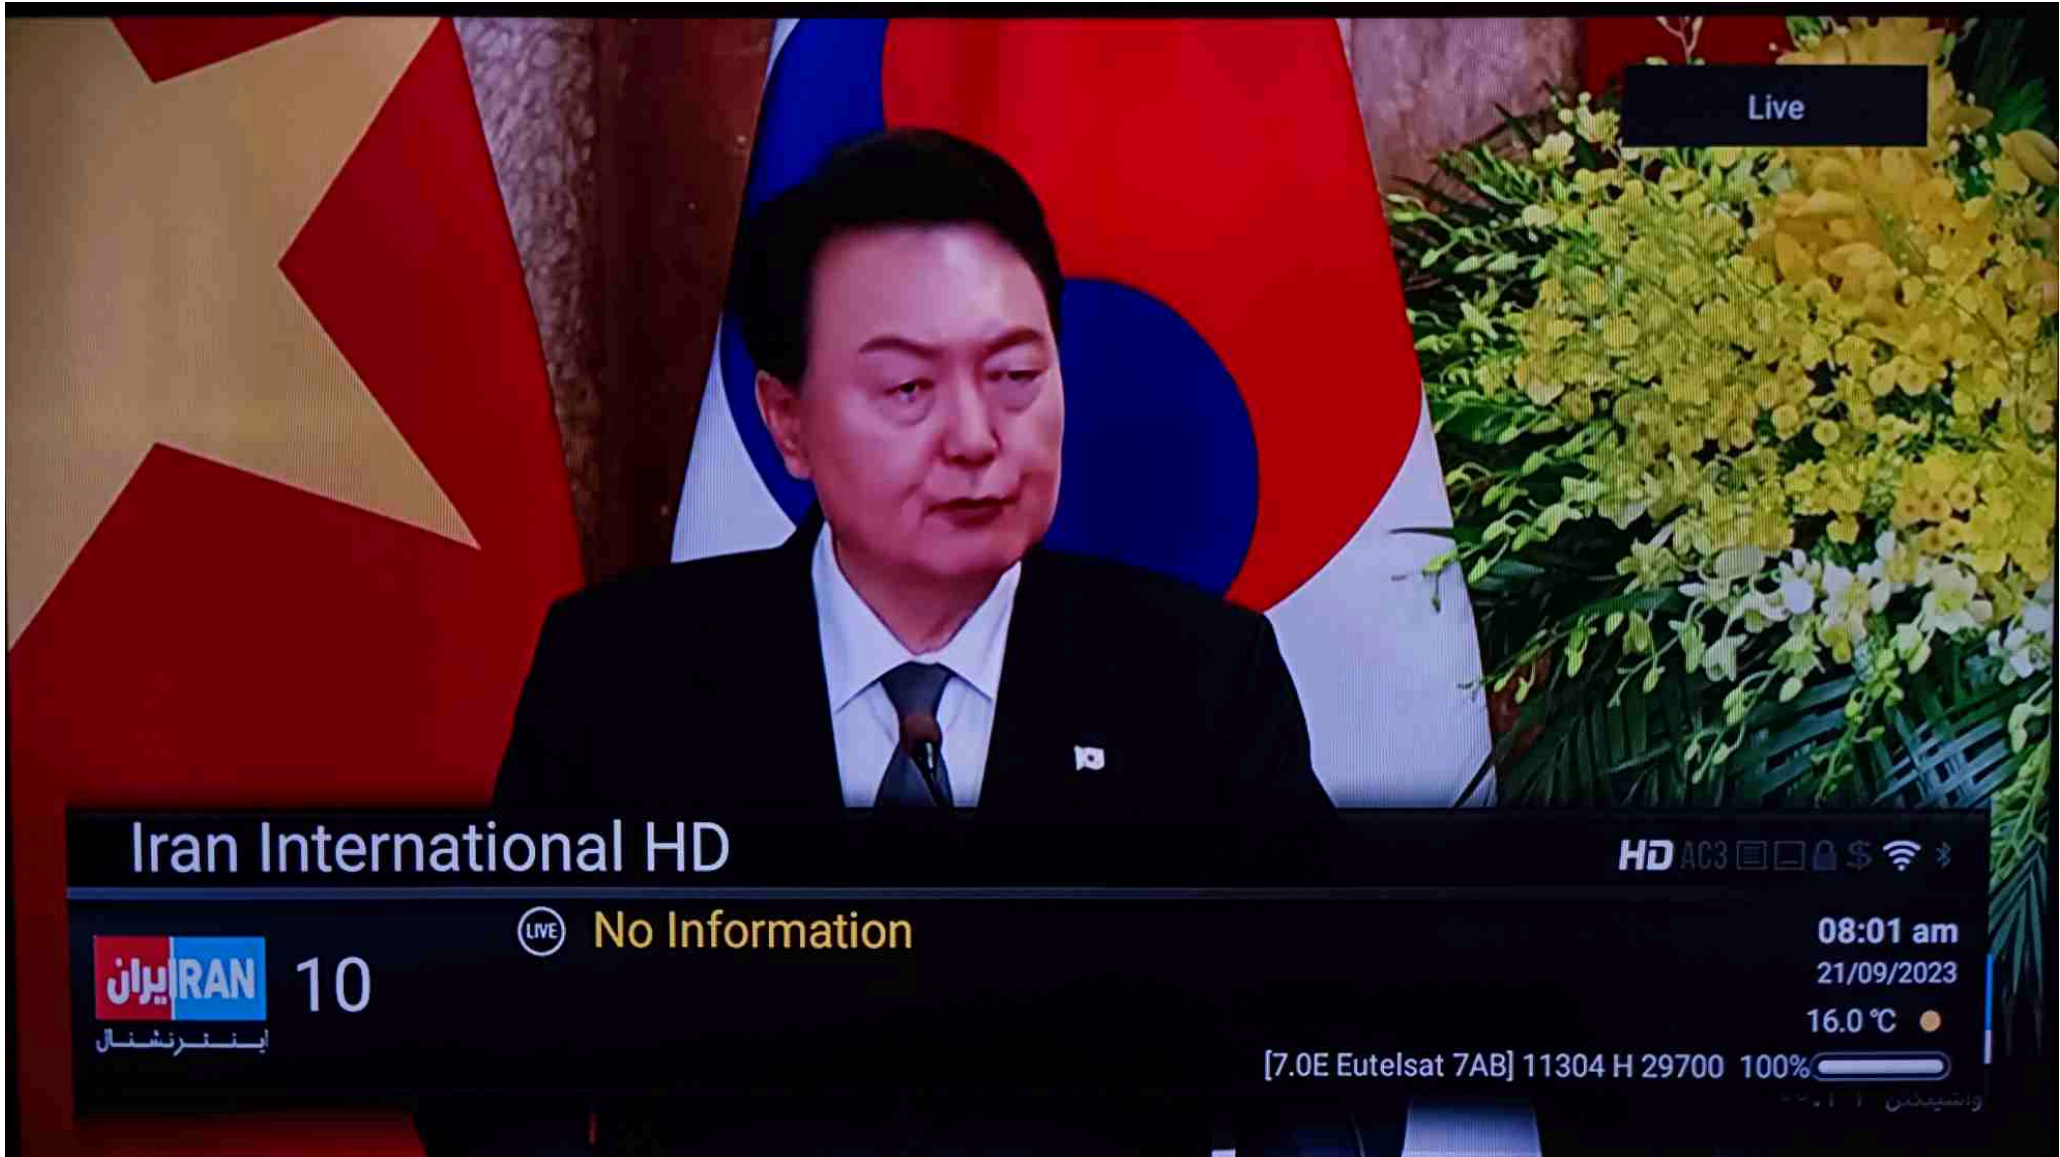 Live
Iran International HD
HD AC3 $
LIVE No Information
08:01 am
ایران IRAN
10
21/09/2023
اینترنشنال
16.0 °C
[7.0E Eutelsat 7AB] 11304 H 29700 100%
واشینگتن